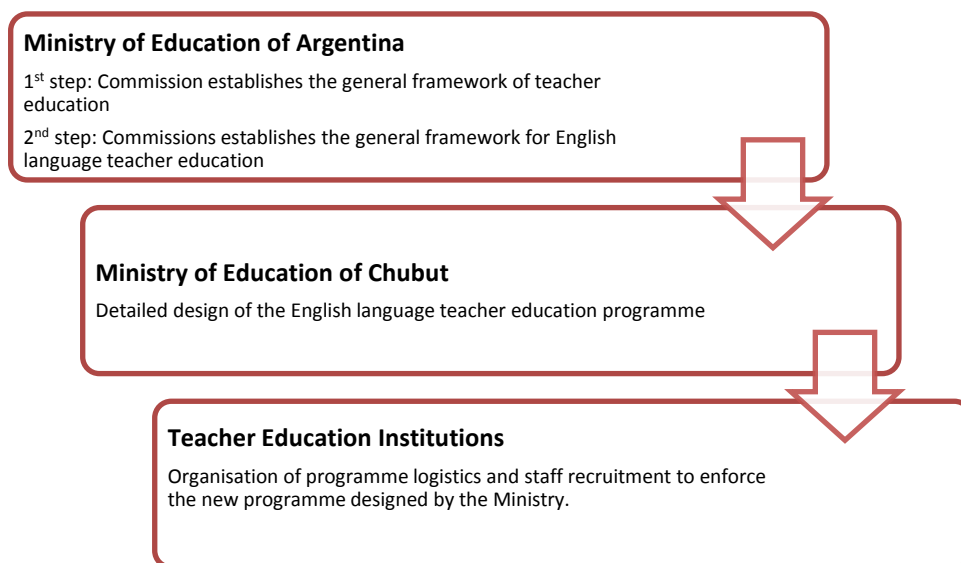 Ministry of Education of Argentina
1st step: Commission establishes the general framework of teacher
education
2nd step: Commissions establishes the general framework for English
language teacher education
Ministry of Education of Chubut
Detailed design of the English language teacher education programme
Teacher Education Institutions
Organisation of programme logistics and staff recruitment to enforce
the new programme designed by the Ministry.